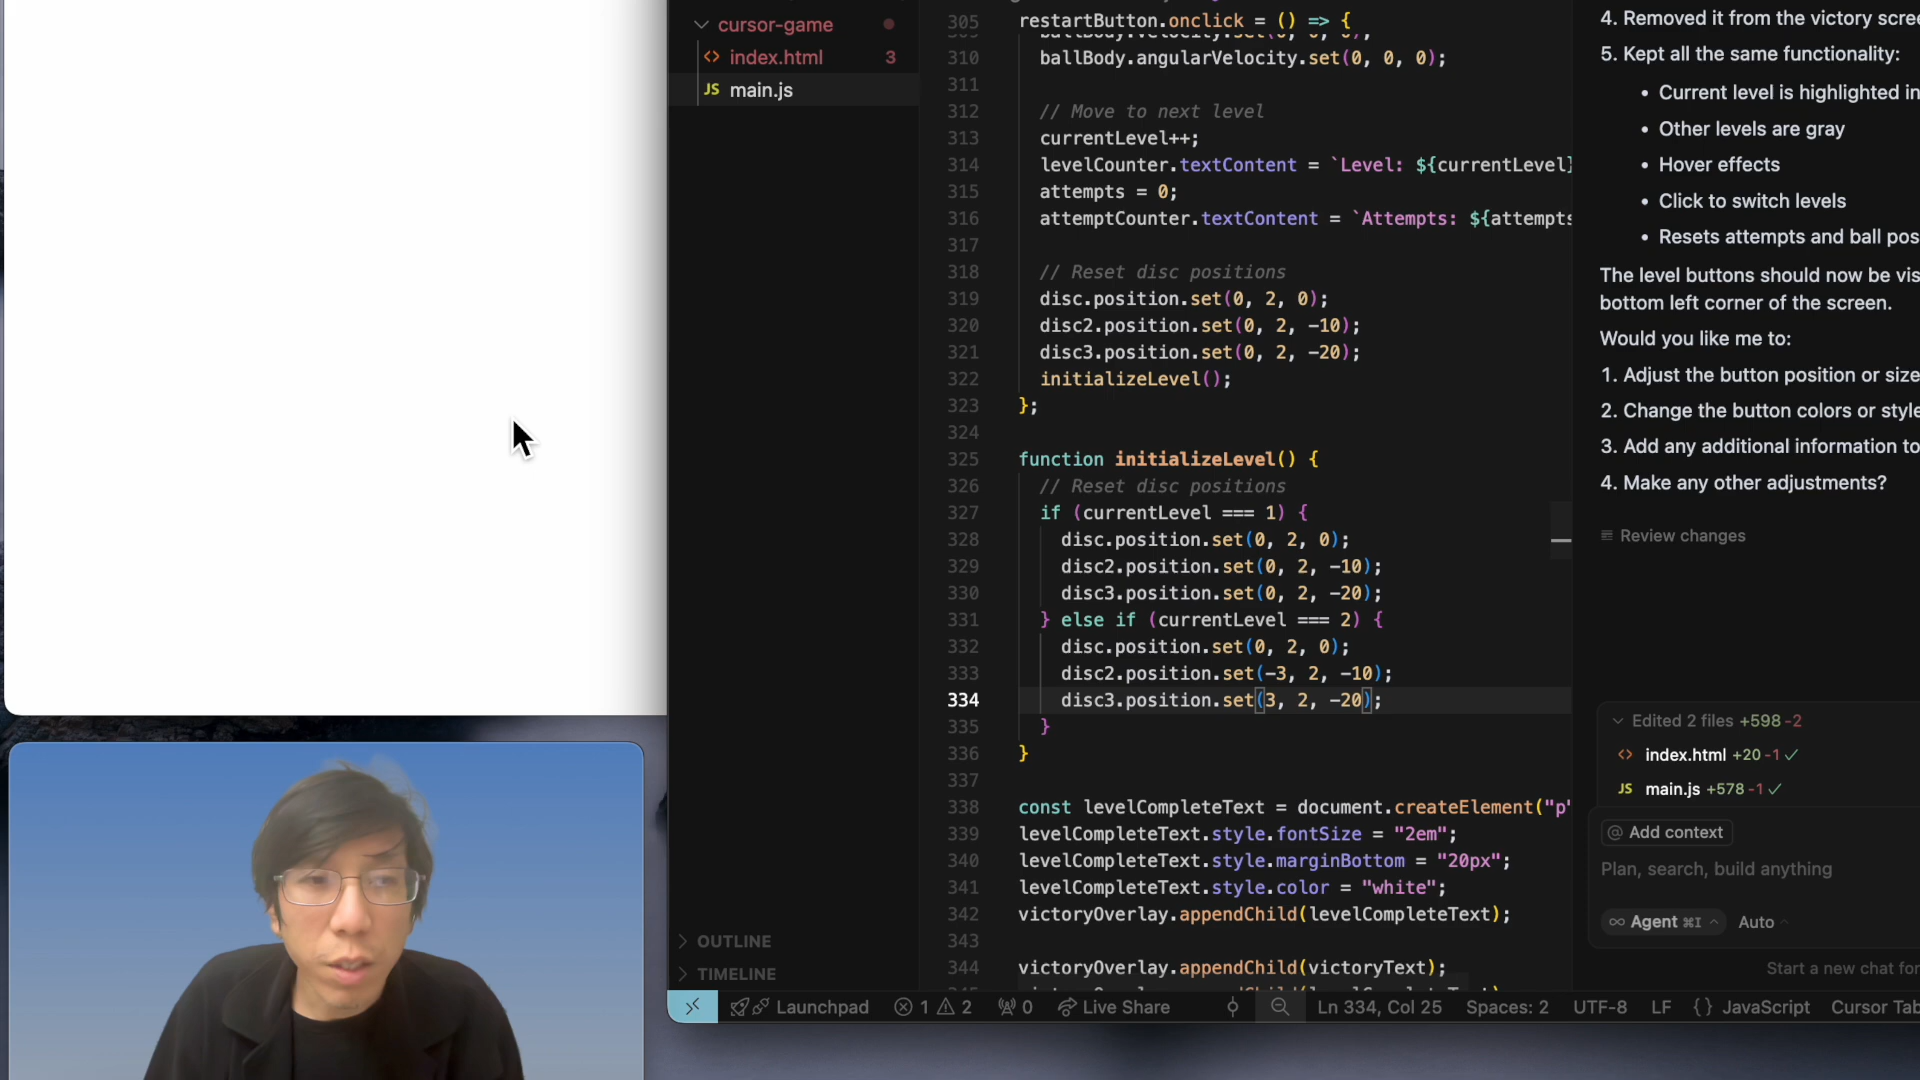 cursor-game
<> index.html 3
JS main.js
OUTLINE
TIMELINE
305 restartButton.onclick = () => {
310 ballBody.angularVelocity.set(0, 0, 0);
311
312 // Move to next level
313 currentLevel++;
314 levelCounter.textContent = `Level: ${currentLevel}
315 attempts = 0;
316 attemptCounter.textContent = `Attempts: ${attempts
317
318 // Reset disc positions
319 disc.position.set(0, 2, 0);
320 disc2.position.set(0, 2, -10);
321 disc3.position.set(0, 2, -20);
322 initializeLevel();
323 };
324
325 function initializeLevel() {
326 // Reset disc positions
327 if (currentLevel === 1) {
328 disc.position.set(0, 2, 0);
329 disc2.position.set(0, 2, -10);
330 disc3.position.set(0, 2, -20);
331 } else if (currentLevel === 2) {
332 disc.position.set(0, 2, 0);
333 disc2.position.set(-3, 2, -10);
334 disc3.position.set(3, 2, -20);
335 }
336 }
337
338 const levelCompleteText = document.createElement("p"
339 levelCompleteText.style.fontSize = "2em";
340 levelCompleteText.style.marginBottom = "20px";
341 levelCompleteText.style.color = "white";
342 victoryOverlay.appendChild(levelCompleteText);
343
344 victoryOverlay.appendChild(victoryText);
4. Removed it from the victory scre
5. Kept all the same functionality:
• Current level is highlighted in
• Other levels are gray
• Hover effects
• Click to switch levels
• Resets attempts and ball pos
The level buttons should now be vis
bottom left corner of the screen.
Would you like me to:
1. Adjust the button position or size
2. Change the button colors or style
3. Add any additional information to
4. Make any other adjustments?
Review changes
Edited 2 files +598 -2
<> index.html +20 -1 ✓
JS main.js +578 -1 ✓
@ Add context
Plan, search, build anything
∞ Agent ⌘I Auto
Start a new chat for
Launchpad 1 2 0 Live Share Ln 334, Col 25 Spaces: 2 UTF-8 LF {} JavaScript Cursor Tab